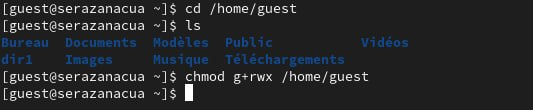 [guest@serazanacua ~]$ cd /home/guest
[guest@serazanacua ~]$ ls
Bureau  Documents  Modèles  Public          Vidéos
dir1    Images     Musique  Téléchargements
[guest@serazanacua ~]$ chmod g+rwx /home/guest
[guest@serazanacua ~]$